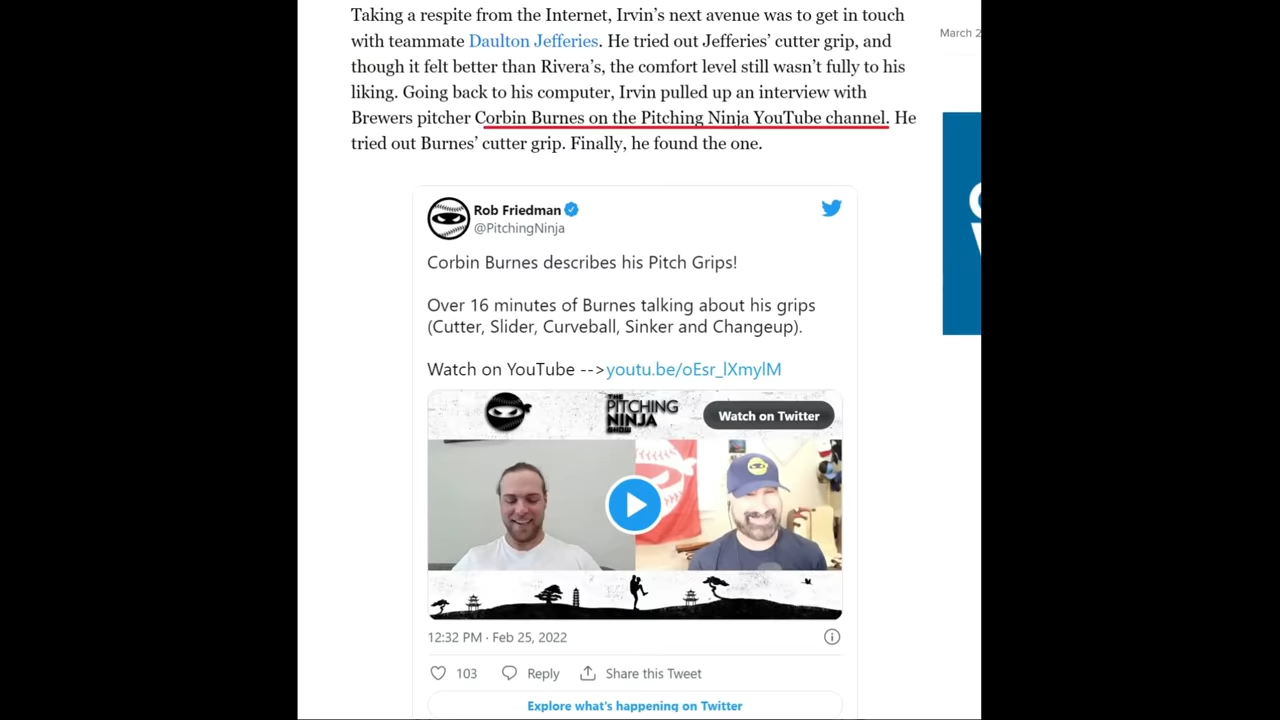 Taking a respite from the Internet, Irvin’s next avenue was to get in touch
with teammate Daulton Jefferies. He tried out Jefferies’ cutter grip, and
though it felt better than Rivera’s, the comfort level still wasn’t fully to his
liking. Going back to his computer, Irvin pulled up an interview with
Brewers pitcher Corbin Burnes on the Pitching Ninja YouTube channel. He
tried out Burnes’ cutter grip. Finally, he found the one.
March 2
Rob Friedman
@PitchingNinja
Corbin Burnes describes his Pitch Grips!
Over 16 minutes of Burnes talking about his grips
(Cutter, Slider, Curveball, Sinker and Changeup).
Watch on YouTube -->youtu.be/oEsr_lXmylM
THE
PITCHING
NINJA
SHOW
Watch on Twitter
12:32 PM · Feb 25, 2022
103 Reply Share this Tweet
Explore what's happening on Twitter